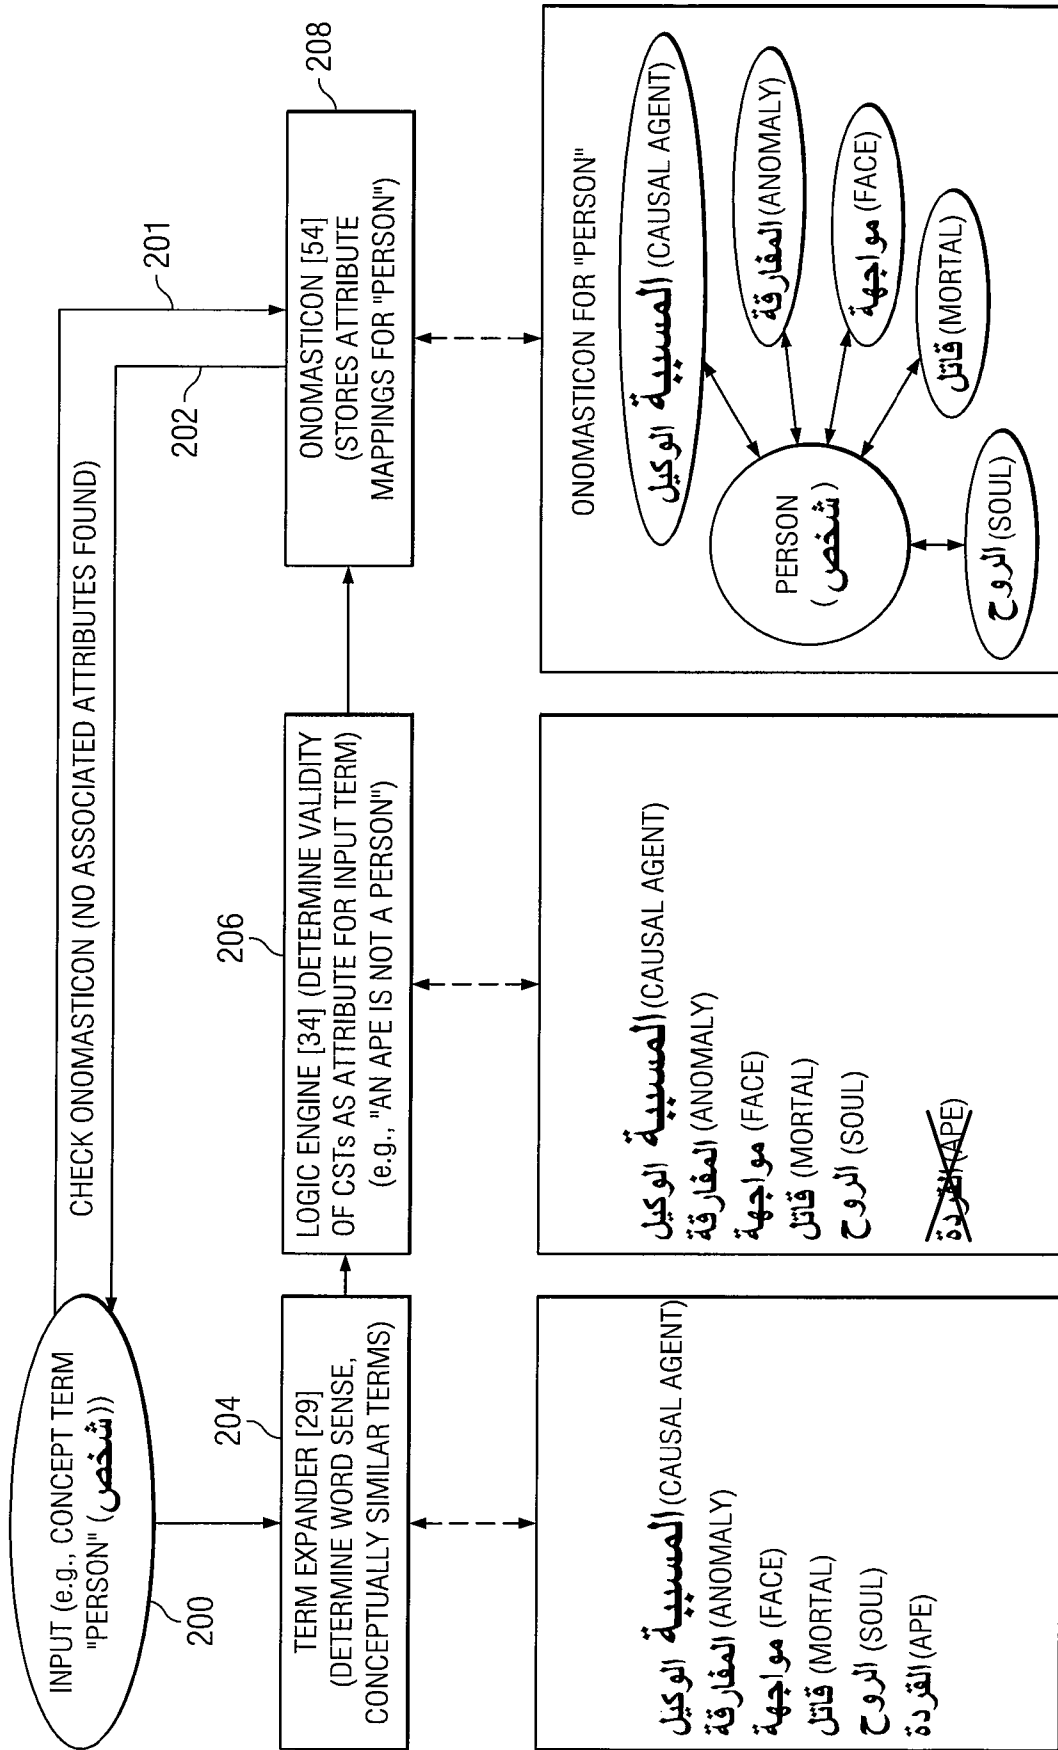 INPUT (e.g., CONCEPT TERM
"PERSON" (شخص))
200
CHECK ONOMASTICON (NO ASSOCIATED ATTRIBUTES FOUND)
201
202
TERM EXPANDER [29]
(DETERMINE WORD SENSE,
CONCEPTUALLY SIMILAR TERMS)
204
LOGIC ENGINE [34] (DETERMINE VALIDITY
OF CSTs AS ATTRIBUTE FOR INPUT TERM)
(e.g., "AN APE IS NOT A PERSON")
206
ONOMASTICON [54]
(STORES ATTRIBUTE
MAPPINGS FOR "PERSON")
208
الوكيل المسببية (CAUSAL AGENT)
المفارقة (ANOMALY)
مواجهة (FACE)
قاتل (MORTAL)
الروح (SOUL)
القردة (APE)
الوكيل المسببية (CAUSAL AGENT)
المفارقة (ANOMALY)
مواجهة (FACE)
قاتل (MORTAL)
الروح (SOUL)
القردة (APE)
ONOMASTICON FOR "PERSON"
الوكيل المسببية (CAUSAL AGENT)
المفارقة (ANOMALY)
مواجهة (FACE)
قاتل (MORTAL)
الروح (SOUL)
PERSON
(شخص)